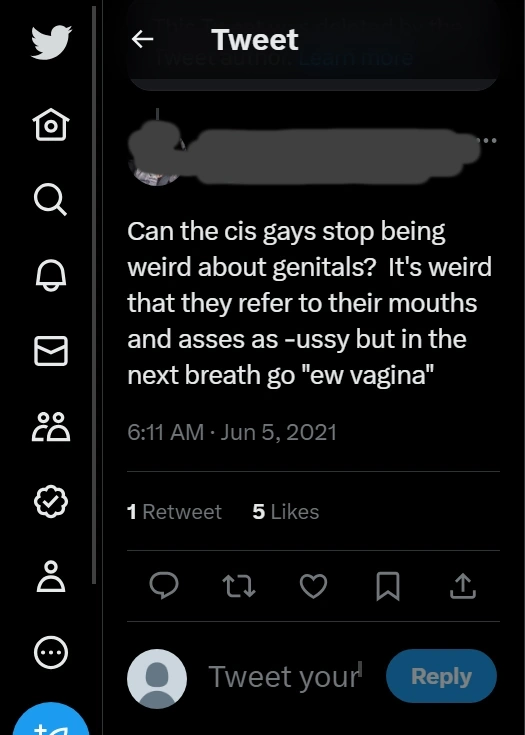 Tweet
Tweet author. Learn more
Can the cis gays stop being
weird about genitals?  It's weird
that they refer to their mouths
and asses as -ussy but in the
next breath go "ew vagina"
6:11 AM · Jun 5, 2021
1 Retweet 5 Likes
Tweet your
Reply